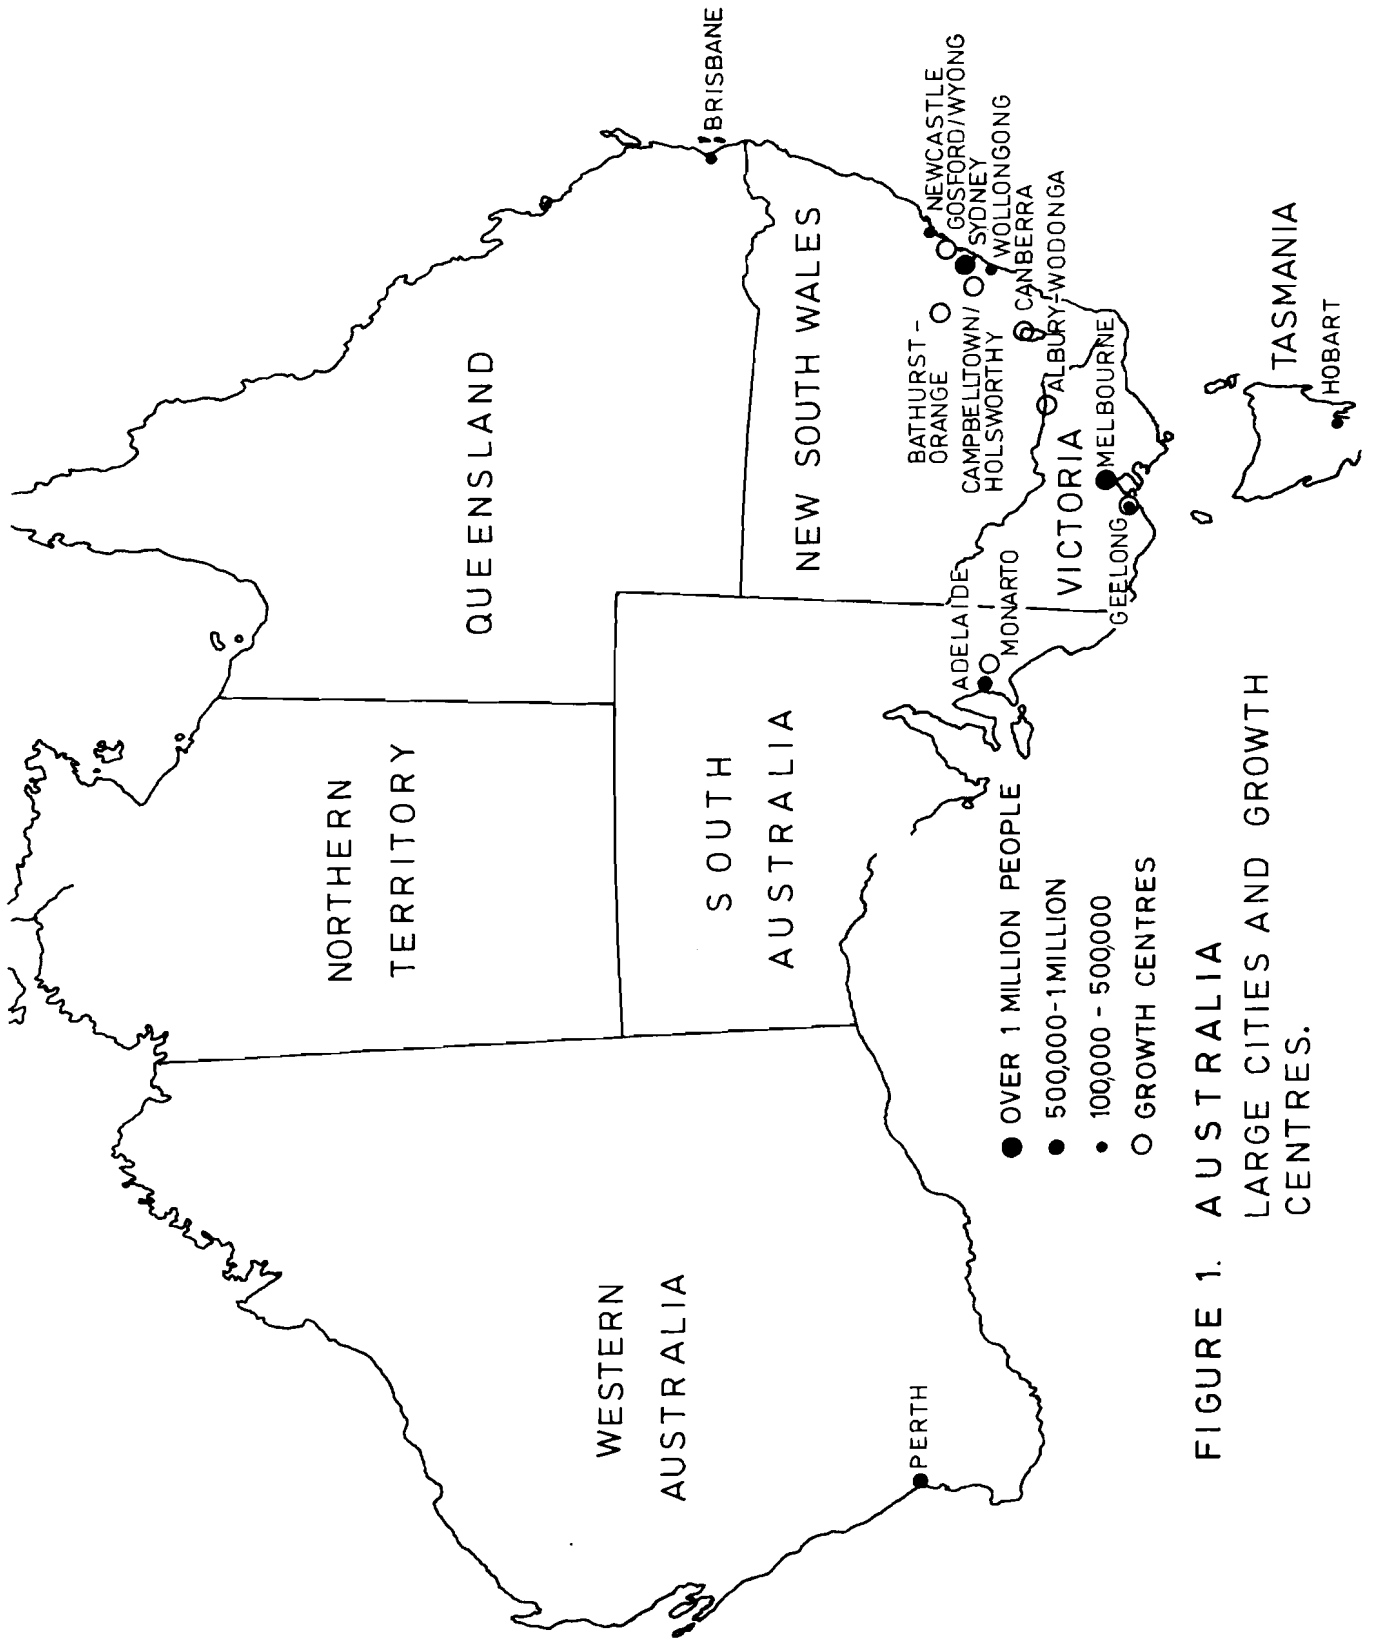 NORTHERN
TERRITORY
QUEENSLAND
WESTERN
AUSTRALIA
SOUTH
AUSTRALIA
NEW SOUTH WALES
BRISBANE
NEWCASTLE
GOSFORD/WYONG
SYDNEY
WOLLONGONG
CANBERRA
ALBURY-WODONGA
BATHURST-
ORANGE
CAMPBELLTOWN/
HOLSWORTHY
PERTH
ADELAIDE
MONARTO
VICTORIA
MELBOURNE
GEELONG
TASMANIA
HOBART
OVER 1 MILLION PEOPLE
500,000-1 MILLION
100,000 - 500,000
GROWTH CENTRES
FIGURE 1. AUSTRALIA
LARGE CITIES AND GROWTH
CENTRES.